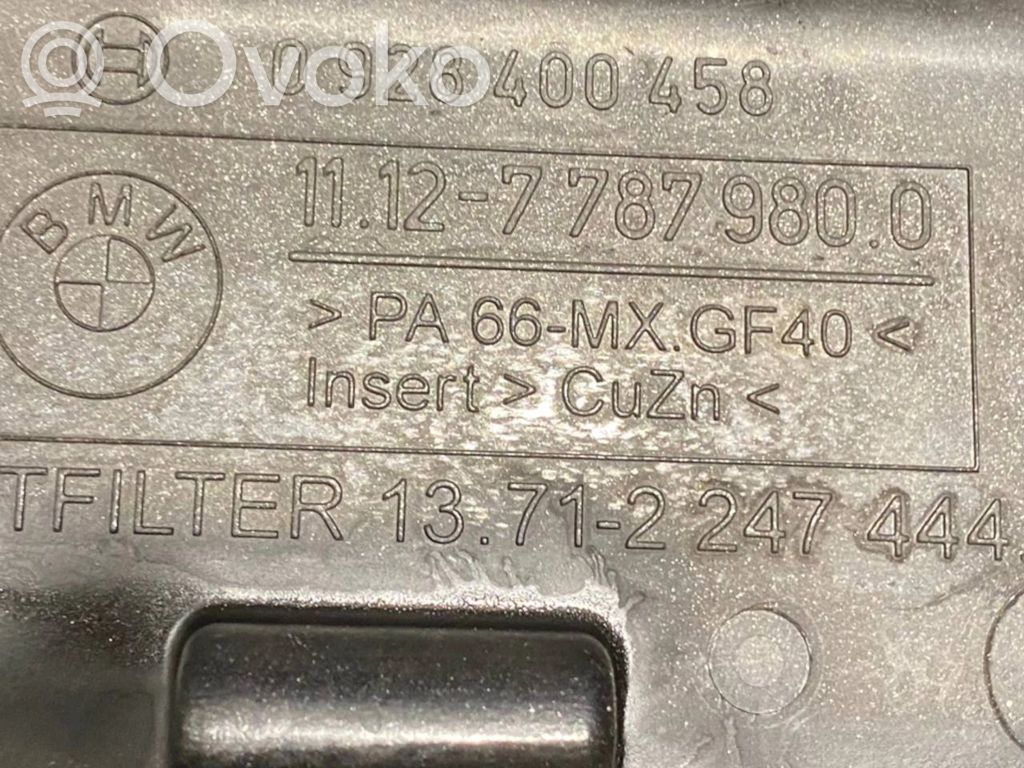 Ovoko
0 928 400 458
BMW
11.12-7 787 980.0
> PA 66-MX.GF40 <
Insert > CuZn <
TFILTER 13.71-2 247 444.